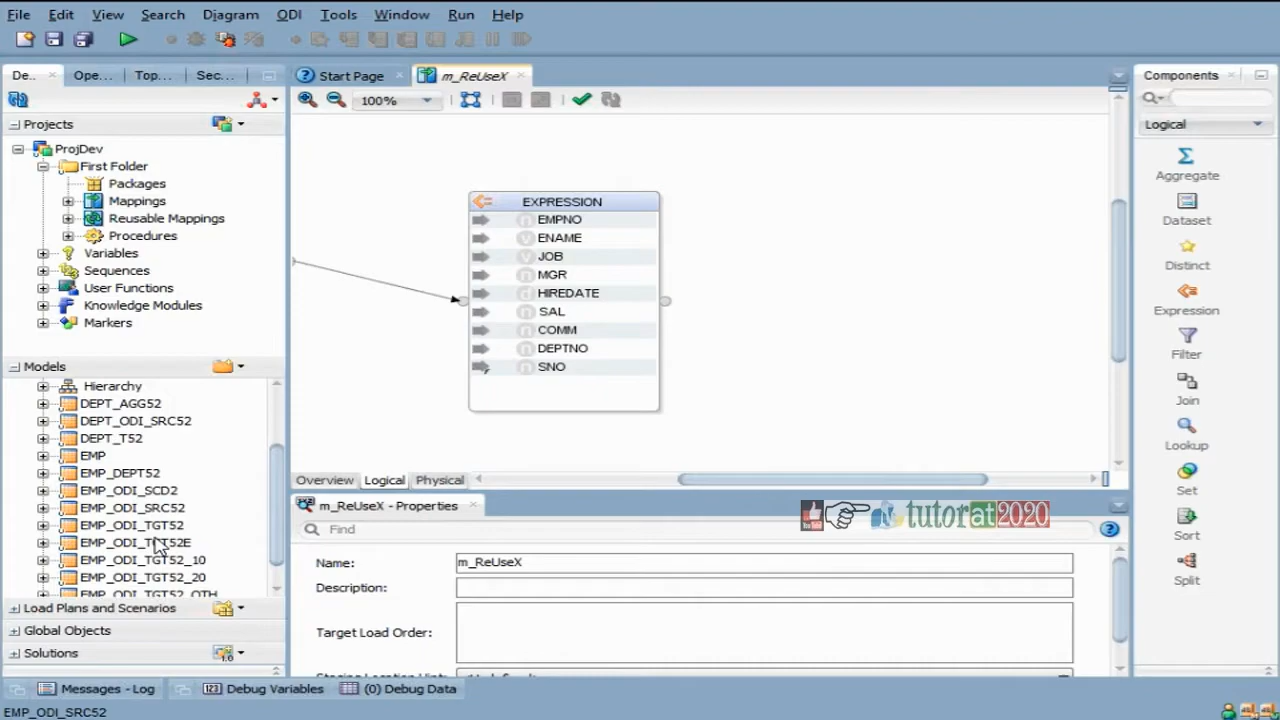 File Edit View Search Diagram ODI Tools Window Run Help
De... Ope... Top... Sec... Start Page m_ReUseX Components
100%
Projects
Logical
ProjDev
First Folder
Packages
Mappings
Reusable Mappings
Procedures
Variables
Sequences
User Functions
Knowledge Modules
Markers
Models
Hierarchy
DEPT_AGG52
DEPT_ODI_SRC52
DEPT_T52
EMP
EMP_DEPT52
EMP_ODI_SCD2
EMP_ODI_SRC52
EMP_ODI_TGT52
EMP_ODI_TGT52E
EMP_ODI_TGT52_10
EMP_ODI_TGT52_20
EMP_ODI_TGT52_OTH
Load Plans and Scenarios
Global Objects
Solutions
1.0
EXPRESSION
EMPNO
ENAME
JOB
MGR
HIREDATE
SAL
COMM
DEPTNO
SNO
Overview Logical Physical
m_ReUseX - Properties
tutorat2020
Find
Name: m_ReUseX
Description:
Target Load Order:
Aggregate
Dataset
Distinct
Expression
Filter
Join
Lookup
Set
Sort
Split
Messages - Log Debug Variables (0) Debug Data
EMP_ODI_SRC52